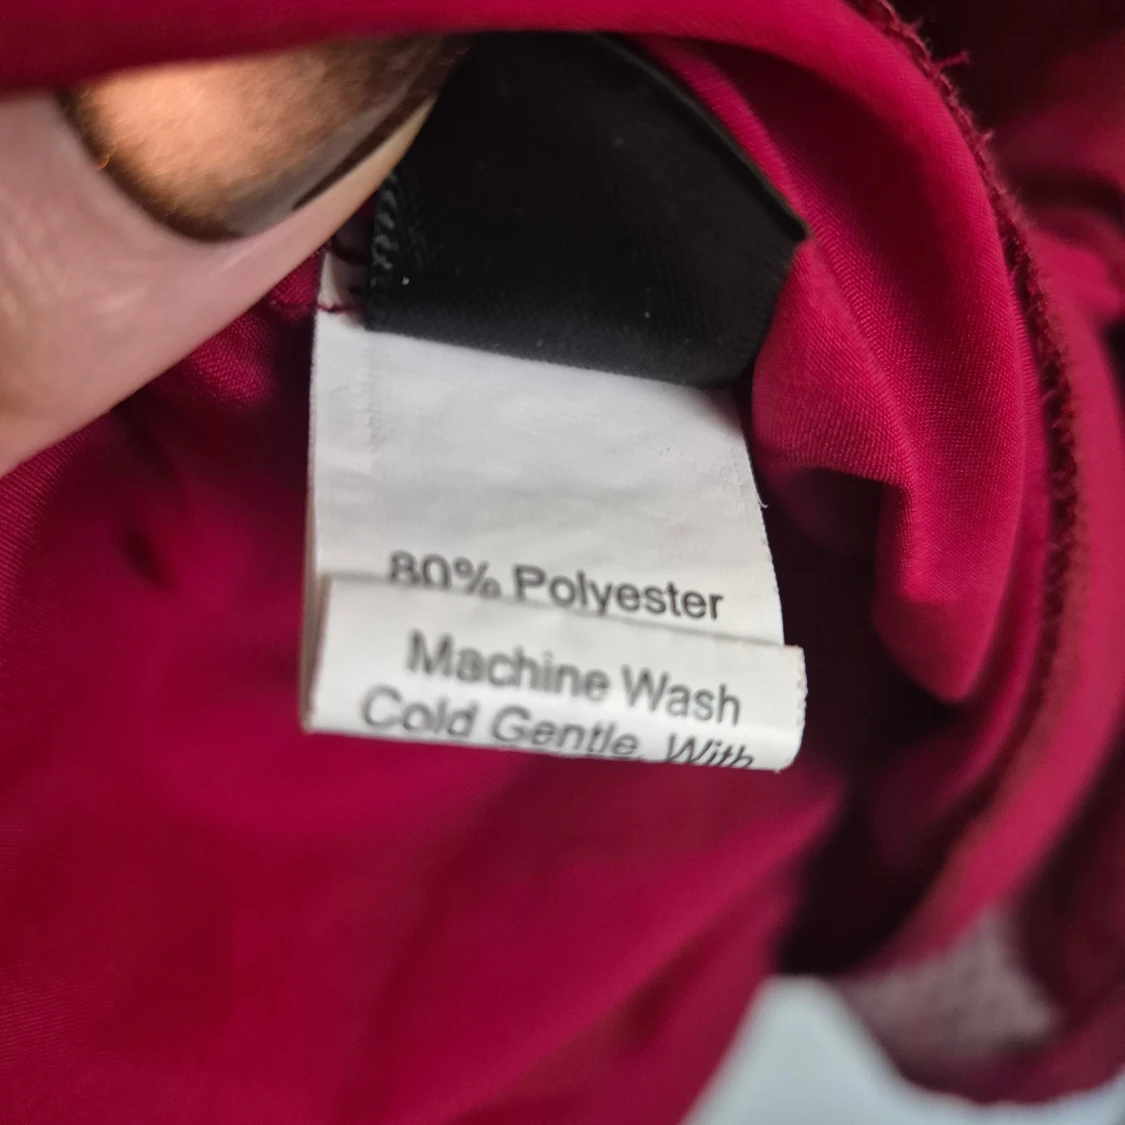 80% Polyester
Machine Wash
Cold Gentle. With